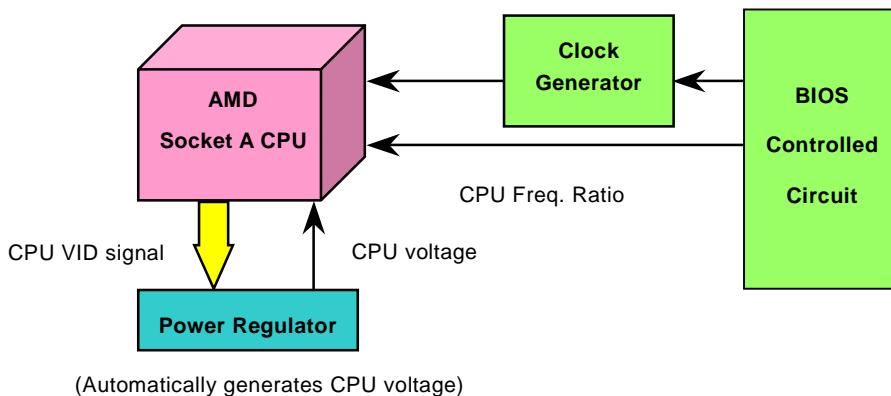 AMD
Socket A CPU
Clock
Generator
BIOS
Controlled
Circuit
CPU Freq. Ratio
CPU VID signal
CPU voltage
Power Regulator
(Automatically generates CPU voltage)